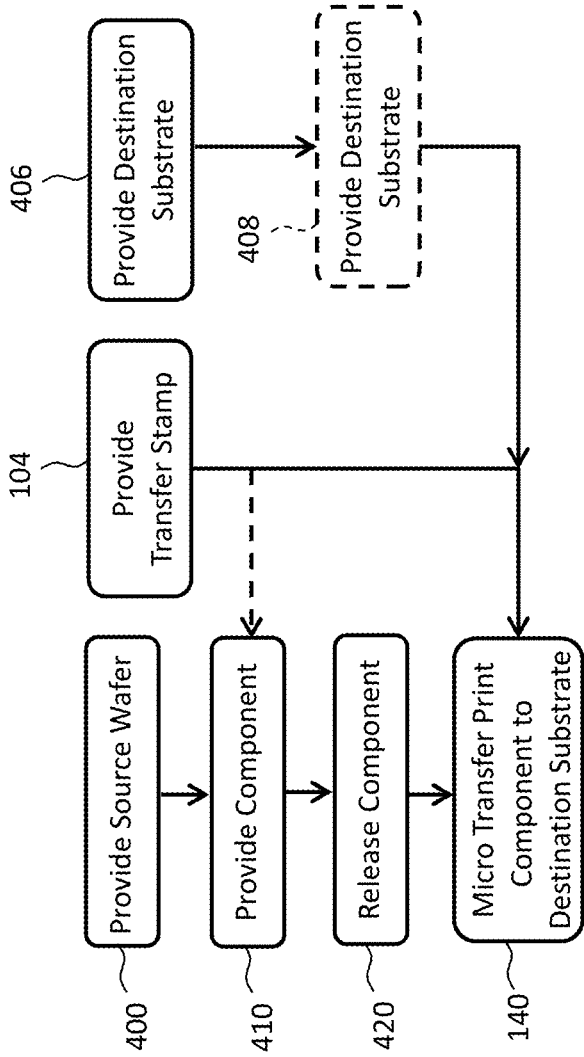 400
Provide Source Wafer
410
Provide Component
420
Release Component
140
Micro Transfer Print
Component to
Destination Substrate
104
Provide
Transfer Stamp
406
Provide Destination
Substrate
408
Provide Destination
Substrate